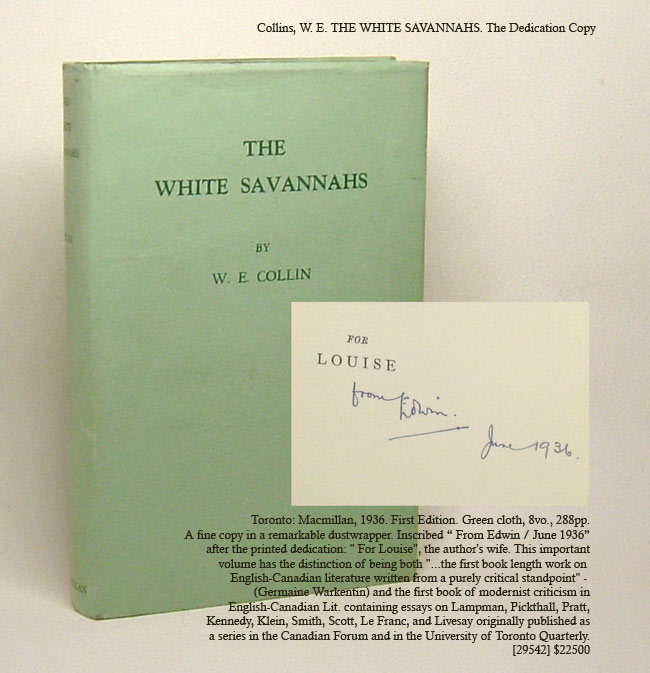 Collins, W. E. THE WHITE SAVANNAHS. The Dedication Copy
THE
WHITE SAVANNAHS
BY
W. E. COLLIN
FOR
LOUISE
from Edwin.
June 1936.
Toronto: Macmillan, 1936. First Edition. Green cloth, 8vo., 288pp.
A fine copy in a remarkable dustwrapper. Inscribed “ From Edwin / June 1936”
after the printed dedication: " For Louise", the author's wife. This important
volume has the distinction of being both "...the first book length work on
English-Canadian literature written from a purely critical standpoint" -
(Germaine Warkentin) and the first book of modernist criticism in
English-Canadian Lit. containing essays on Lampman, Pickthall, Pratt,
Kennedy, Klein, Smith, Scott, Le Franc, and Livesay originally published as
a series in the Canadian Forum and in the University of Toronto Quarterly.
[29542] $22500